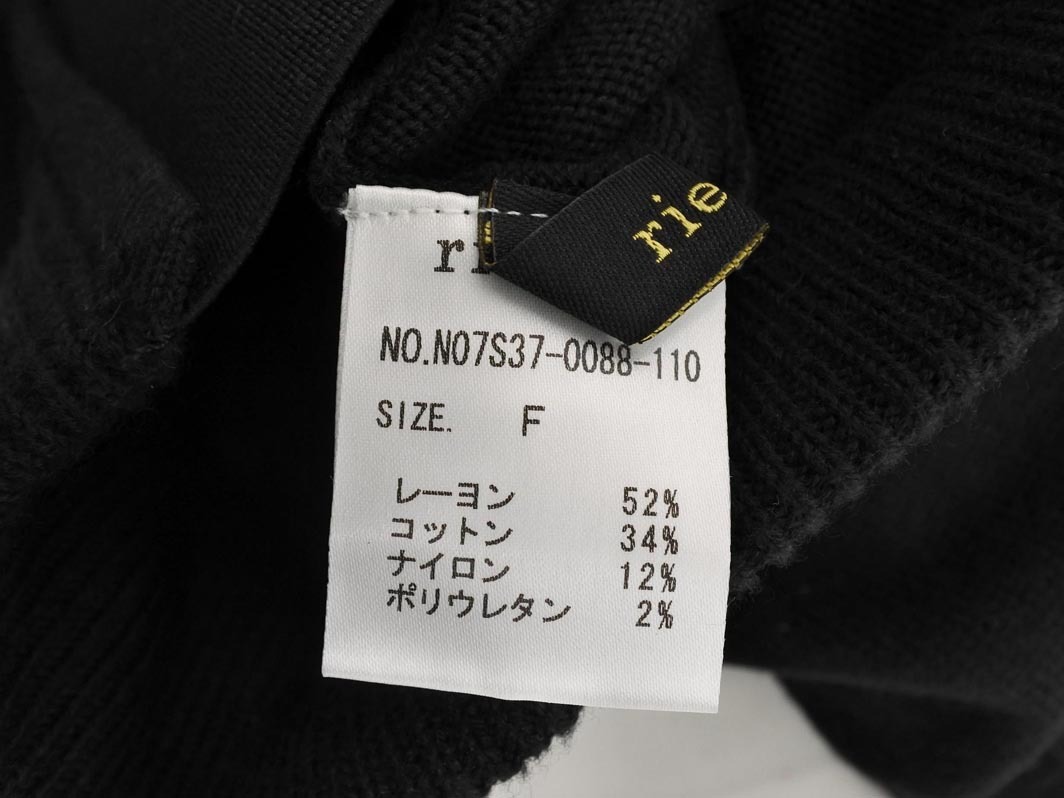 rie
NO.N07S37-0088-110
SIZE. F
レーヨン 52%
コットン 34%
ナイロン 12%
ポリウレタン 2%